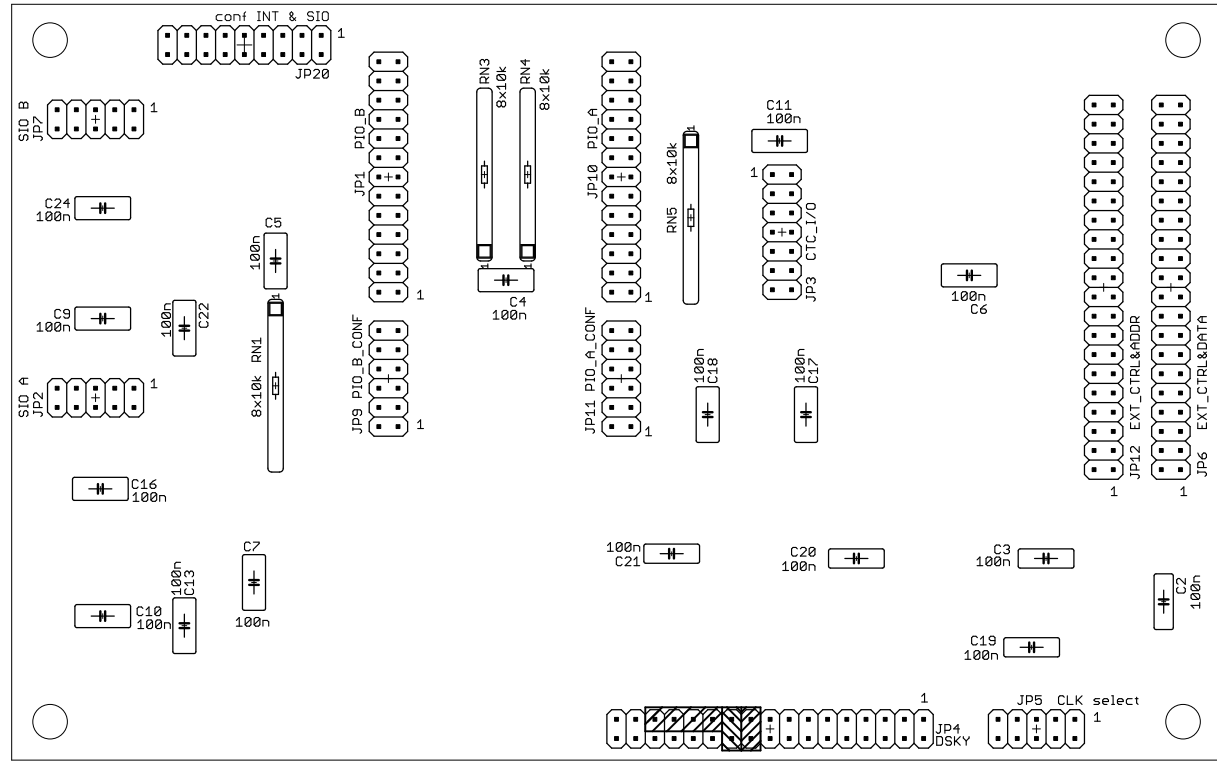 conf INT & SIO
1
JP20
SIO B
JP7
1
JP1 PIO_B
1
RN3
8x10k
1
RN4
8x10k
1
JP10 PIO_A
1
RN5 8x10k
1
C11
100n
1
JP3 CTC_I/O
C24
100n
C5
100n
C4
100n
C6
100n
C9
100n
C22
100n
1
8x10k RN1
SIO A
JP2
1
JP9 PIO_B_CONF
1
JP11 PIO_A_CONF
1
C18
100n
C17
100n
JP12 EXT_CTRL&ADDR
1
JP6 EXT_CTRL&DATA
1
C16
100n
C7
100n
C13
100n
C10
100n
100n
C21
C20
100n
C3
100n
C2
100n
C19
100n
1
JP4
DSKY
JP5 CLK select
1